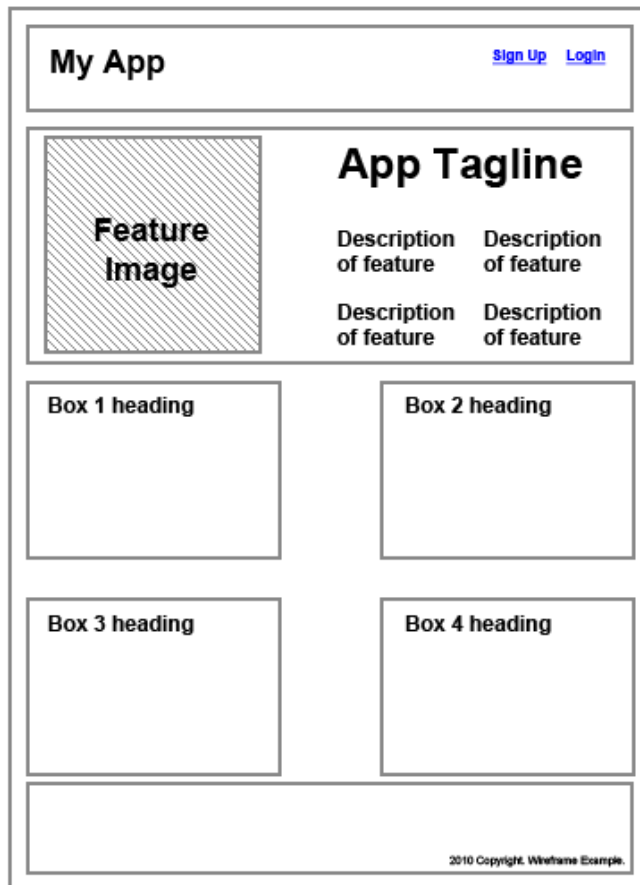 My App
Sign Up Login
App Tagline
Feature
Image
Description
of feature
Description
of feature
Description
of feature
Description
of feature
Box 1 heading
Box 2 heading
Box 3 heading
Box 4 heading
2010 Copyright. Wireframe Example.